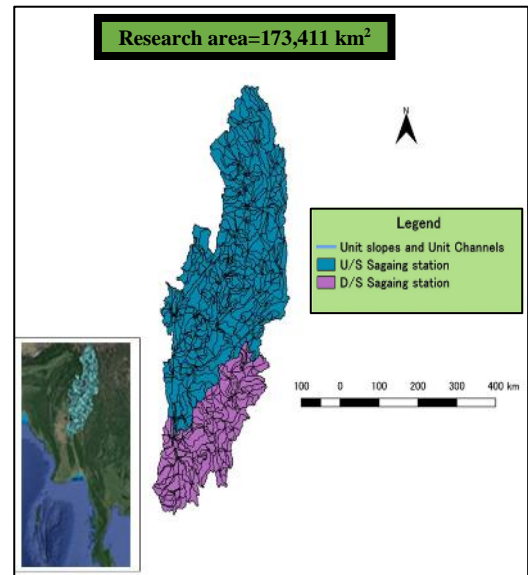 Research area=173,411 km²
N
Legend
Unit slopes and Unit Channels
U/S Sagaing station
D/S Sagaing station
100 0 100 200 300 400 km